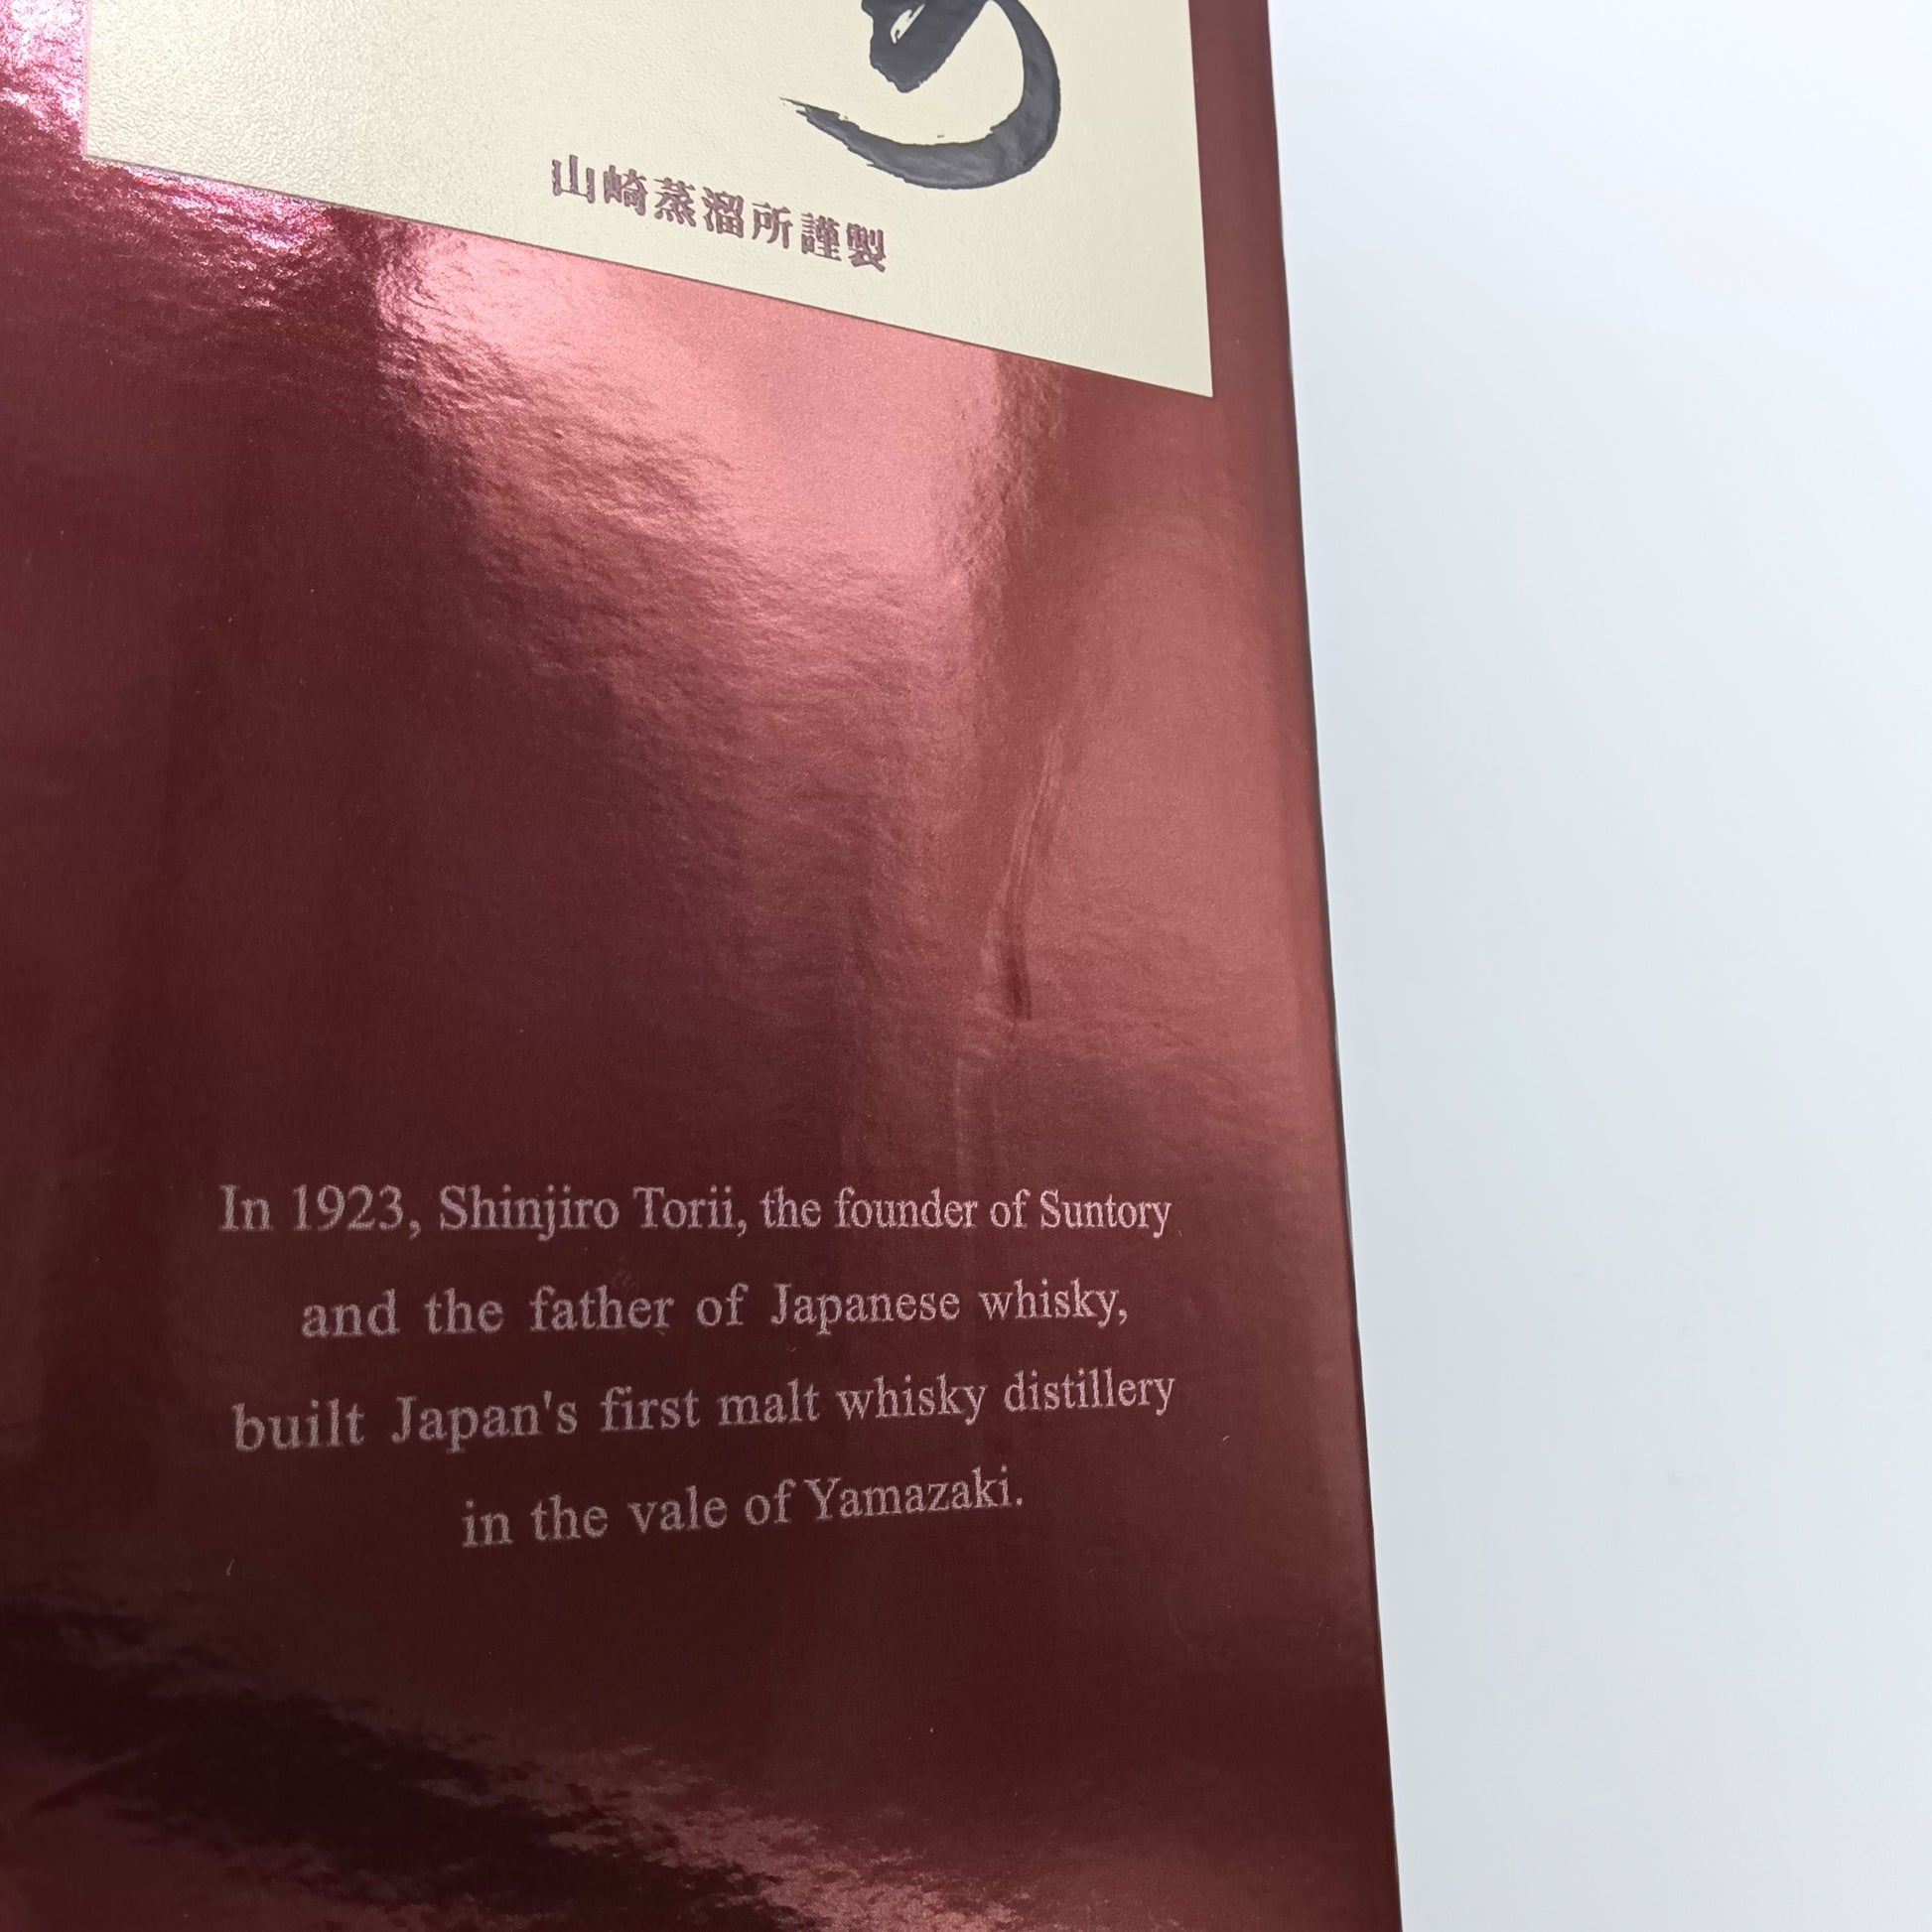 山崎蒸溜所謹製
In 1923, Shinjiro Torii, the founder of Suntory
and the father of Japanese whisky,
built Japan's first malt whisky distillery
in the vale of Yamazaki.